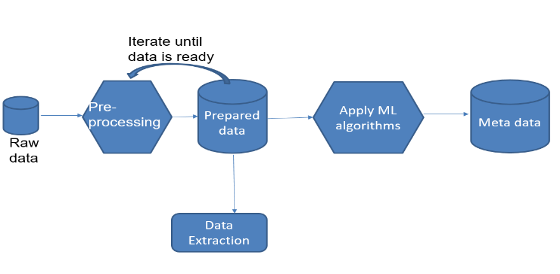 Iterate until
data is ready
Raw
data
Pre-
processing
Prepared
data
Apply ML
algorithms
Meta data
Data
Extraction